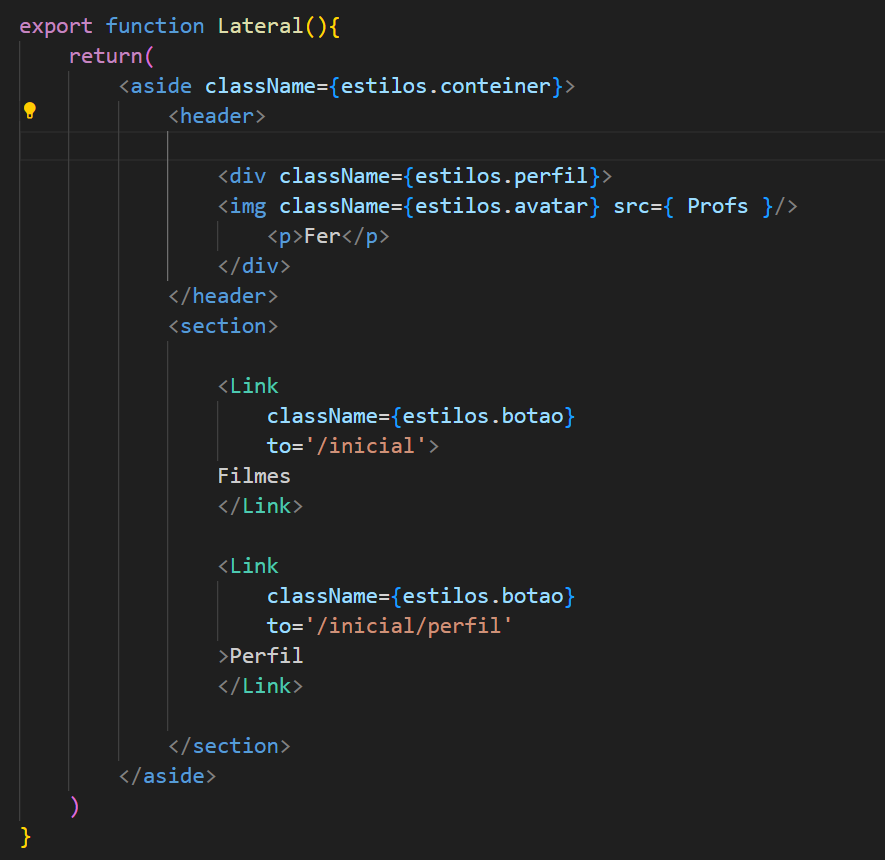 export function Lateral(){
    return(
        <aside className={estilos.conteiner}>
            <header>

                <div className={estilos.perfil}>
                <img className={estilos.avatar} src={ Profs }/>
                    <p>Fer</p>
                </div>
            </header>
            <section>

                <Link
                    className={estilos.botao}
                    to='/inicial'>
                Filmes
                </Link>

                <Link
                    className={estilos.botao}
                    to='/inicial/perfil'
                >Perfil
                </Link>

            </section>
        </aside>
    )
}